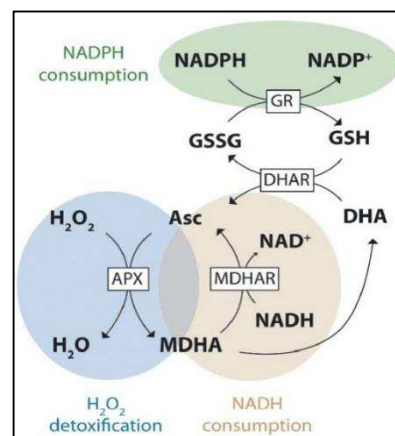 NADPH
consumption
NADPH
NADP⁺
GR
GSSG
GSH
DHAR
H₂O₂
Asc
DHA
NAD⁺
APX
MDHAR
NADH
H₂O
MDHA
H₂O₂
detoxification
NADH
consumption